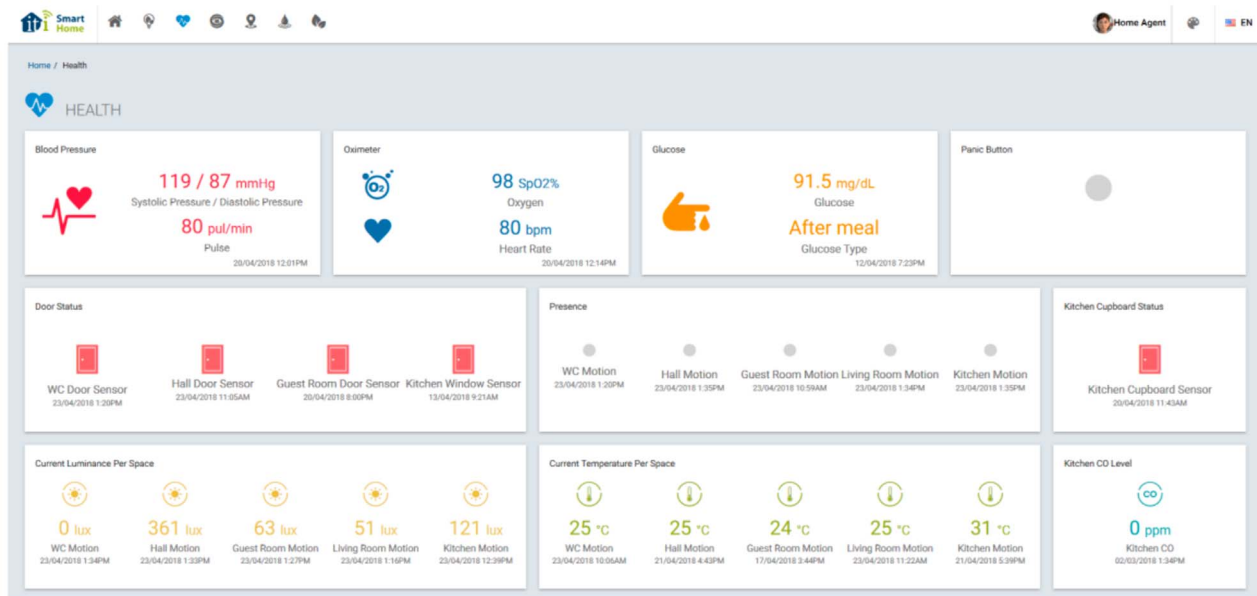 iti Smart Home
Home Agent
EN
Home / Health
HEALTH
Blood Pressure
119 / 87 mmHg
Systolic Pressure / Diastolic Pressure
80 pul/min
Pulse
20/04/2018 12:01PM
Oximeter
O2
98 SpO2%
Oxygen
80 bpm
Heart Rate
20/04/2018 12:14PM
Glucose
91.5 mg/dL
Glucose
After meal
Glucose Type
12/04/2018 7:23PM
Panic Button
Door Status
WC Door Sensor
23/04/2018 1:20PM
Hall Door Sensor
23/04/2018 11:05AM
Guest Room Door Sensor
20/04/2018 8:00PM
Kitchen Window Sensor
13/04/2018 9:21AM
Presence
WC Motion
23/04/2018 1:20PM
Hall Motion
23/04/2018 1:35PM
Guest Room Motion
23/04/2018 10:59AM
Living Room Motion
23/04/2018 1:34PM
Kitchen Motion
23/04/2018 1:35PM
Kitchen Cupboard Status
Kitchen Cupboard Sensor
20/04/2018 11:43AM
Current Luminance Per Space
0 lux
WC Motion
23/04/2018 1:34PM
361 lux
Hall Motion
23/04/2018 1:33PM
63 lux
Guest Room Motion
23/04/2018 1:27PM
51 lux
Living Room Motion
23/04/2018 1:16PM
121 lux
Kitchen Motion
23/04/2018 12:39PM
Current Temperature Per Space
25 °C
WC Motion
23/04/2018 10:06AM
25 °C
Hall Motion
21/04/2018 4:43PM
24 °C
Guest Room Motion
17/04/2018 3:44PM
25 °C
Living Room Motion
23/04/2018 11:22AM
31 °C
Kitchen Motion
21/04/2018 5:39PM
Kitchen CO Level
CO
0 ppm
Kitchen CO
02/03/2018 1:34PM